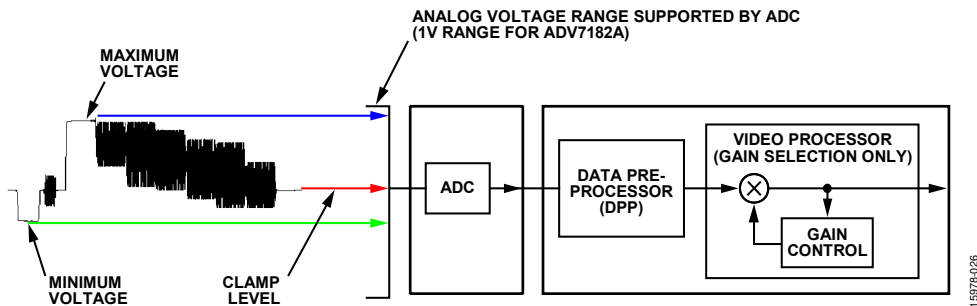 ANALOG VOLTAGE RANGE SUPPORTED BY ADC
(1V RANGE FOR ADV7182A)
MAXIMUM
VOLTAGE
VIDEO PROCESSOR
(GAIN SELECTION ONLY)
ADC
DATA PRE-
PROCESSOR
(DPP)
GAIN
CONTROL
MINIMUM
VOLTAGE
CLAMP
LEVEL
15978-026